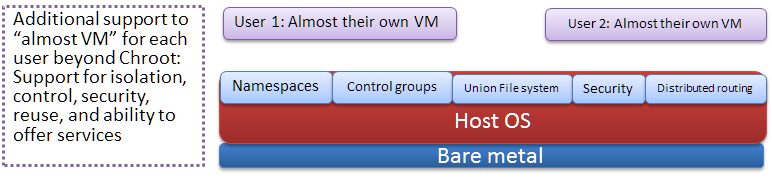 Additional support to
“almost VM” for each
user beyond Chroot:
Support for isolation,
control, security,
reuse, and ability to
offer services
User 1: Almost their own VM
User 2: Almost their own VM
Namespaces
Control groups
Union File system
Security
Distributed routing
Host OS
Bare metal